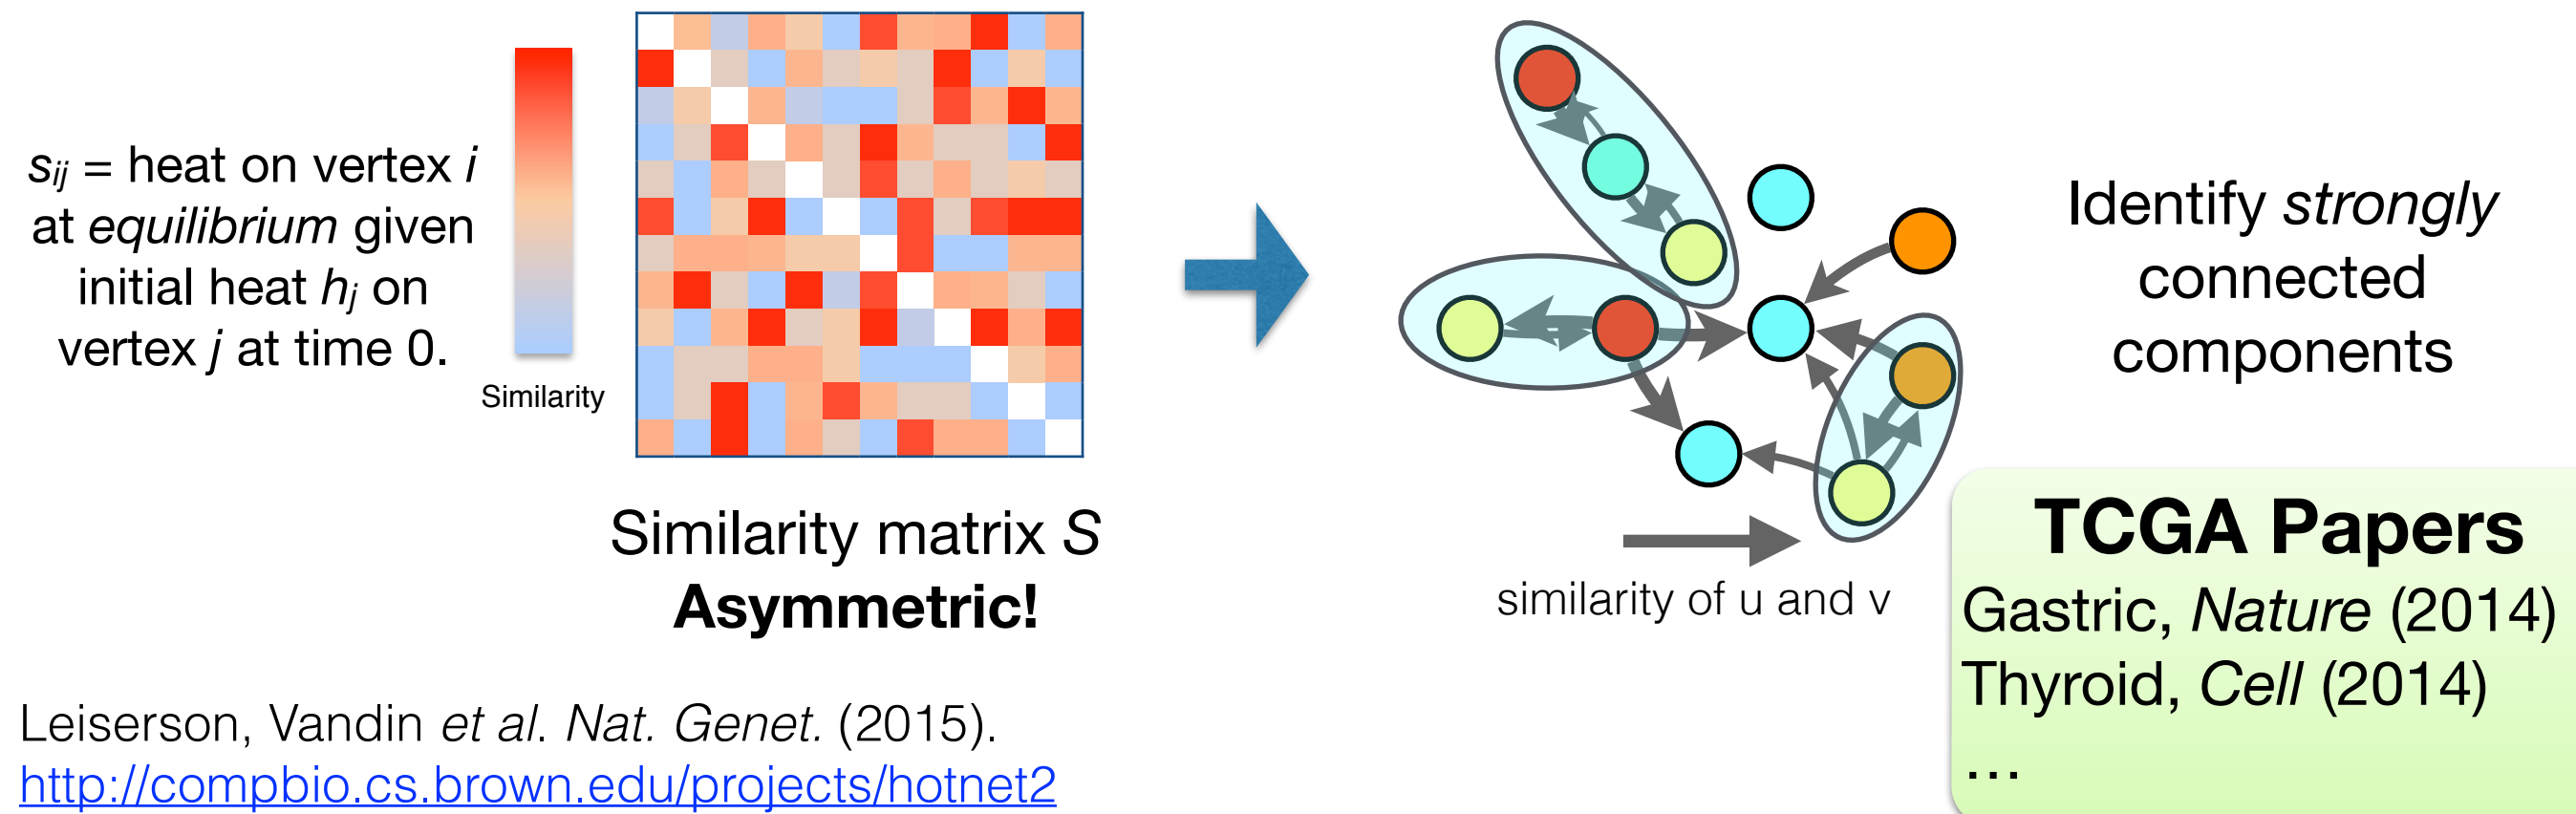 sij = heat on vertex i
at equilibrium given
initial heat hj on
vertex j at time 0.
Similarity
Similarity matrix S
Asymmetric!
similarity of u and v
Identify strongly
connected
components
TCGA Papers
Gastric, Nature (2014)
Thyroid, Cell (2014)
…
Leiserson, Vandin et al. Nat. Genet. (2015).
http://compbio.cs.brown.edu/projects/hotnet2